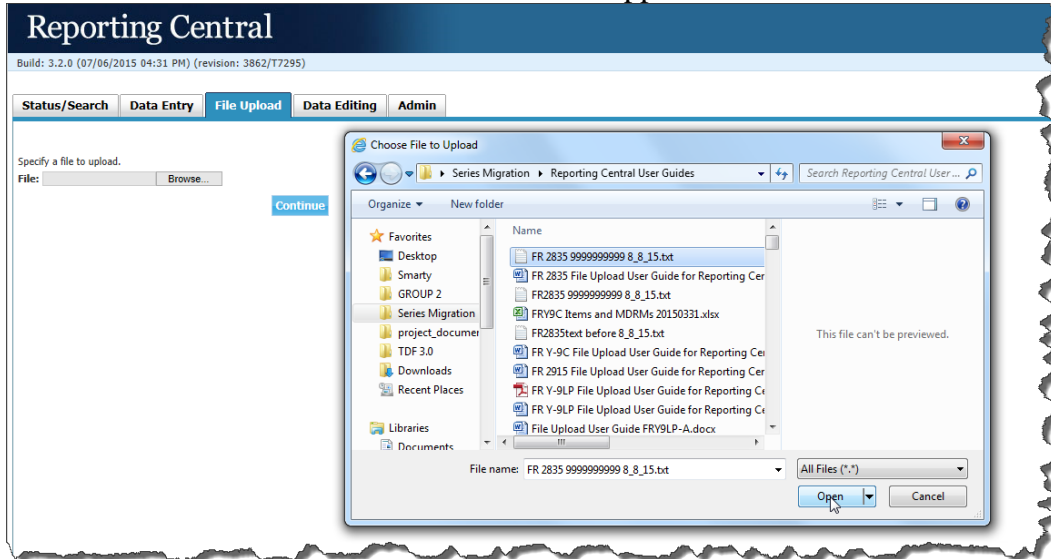 Reporting Central
Build: 3.2.0 (07/06/2015 04:31 PM) (revision: 3862/T7295)
Status/Search Data Entry File Upload Data Editing Admin
Specify a file to upload.
File: Browse...
Continue
Choose File to Upload
Series Migration Reporting Central User Guides
Search Reporting Central User ...
Organize New folder
Favorites
Desktop
Smarty
GROUP 2
Series Migration
project_documer
TDF 3.0
Downloads
Recent Places
Libraries
Documents
Name
FR 2835 9999999999 8_8_15.txt
FR 2835 File Upload User Guide for Reporting Cer
FR2835 9999999999 8_8_15.txt
FRY9C Items and MDRMs 20150331.xlsx
FR2835text before 8_8_15.txt
FR Y-9C File Upload User Guide for Reporting Ce
FR 2915 File Upload User Guide for Reporting Cer
FR Y-9LP File Upload User Guide for Reporting Ce
FR Y-9LP File Upload User Guide for Reporting Ce
File Upload User Guide FRY9LP-A.docx
This file can't be previewed.
File name: FR 2835 9999999999 8_8_15.txt
All Files (*.*)
Open Cancel